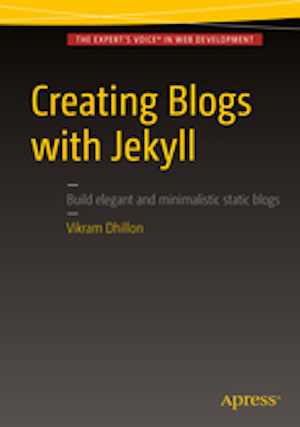 THE EXPERT'S VOICE® IN WEB DEVELOPMENT
Creating Blogs
with Jekyll
Build elegant and minimalistic static blogs
Vikram Dhillon
Apress®